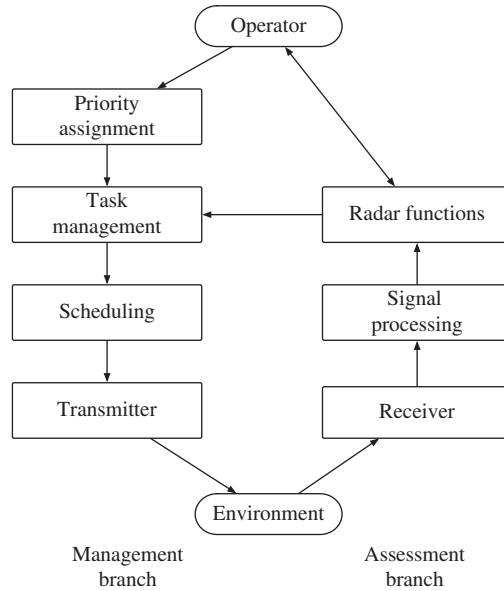 Operator
Priority
assignment
Task
management
Radar functions
Scheduling
Signal
processing
Transmitter
Receiver
Environment
Management
branch
Assessment
branch